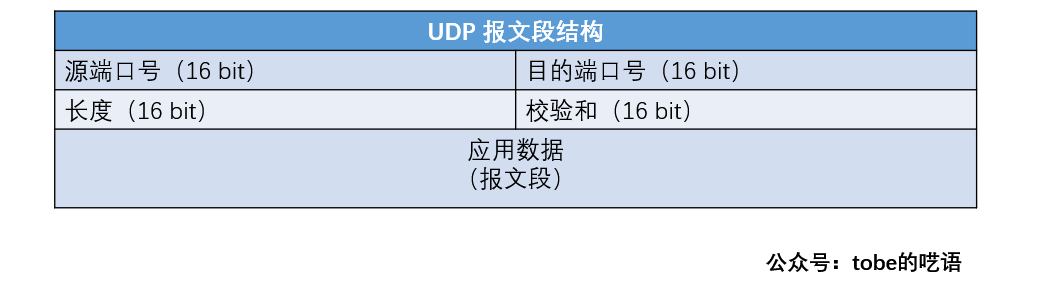 UDP 报文段结构
源端口号（16 bit） 目的端口号（16 bit）
长度（16 bit） 校验和（16 bit）
应用数据
（报文段）
公众号：tobe的呓语